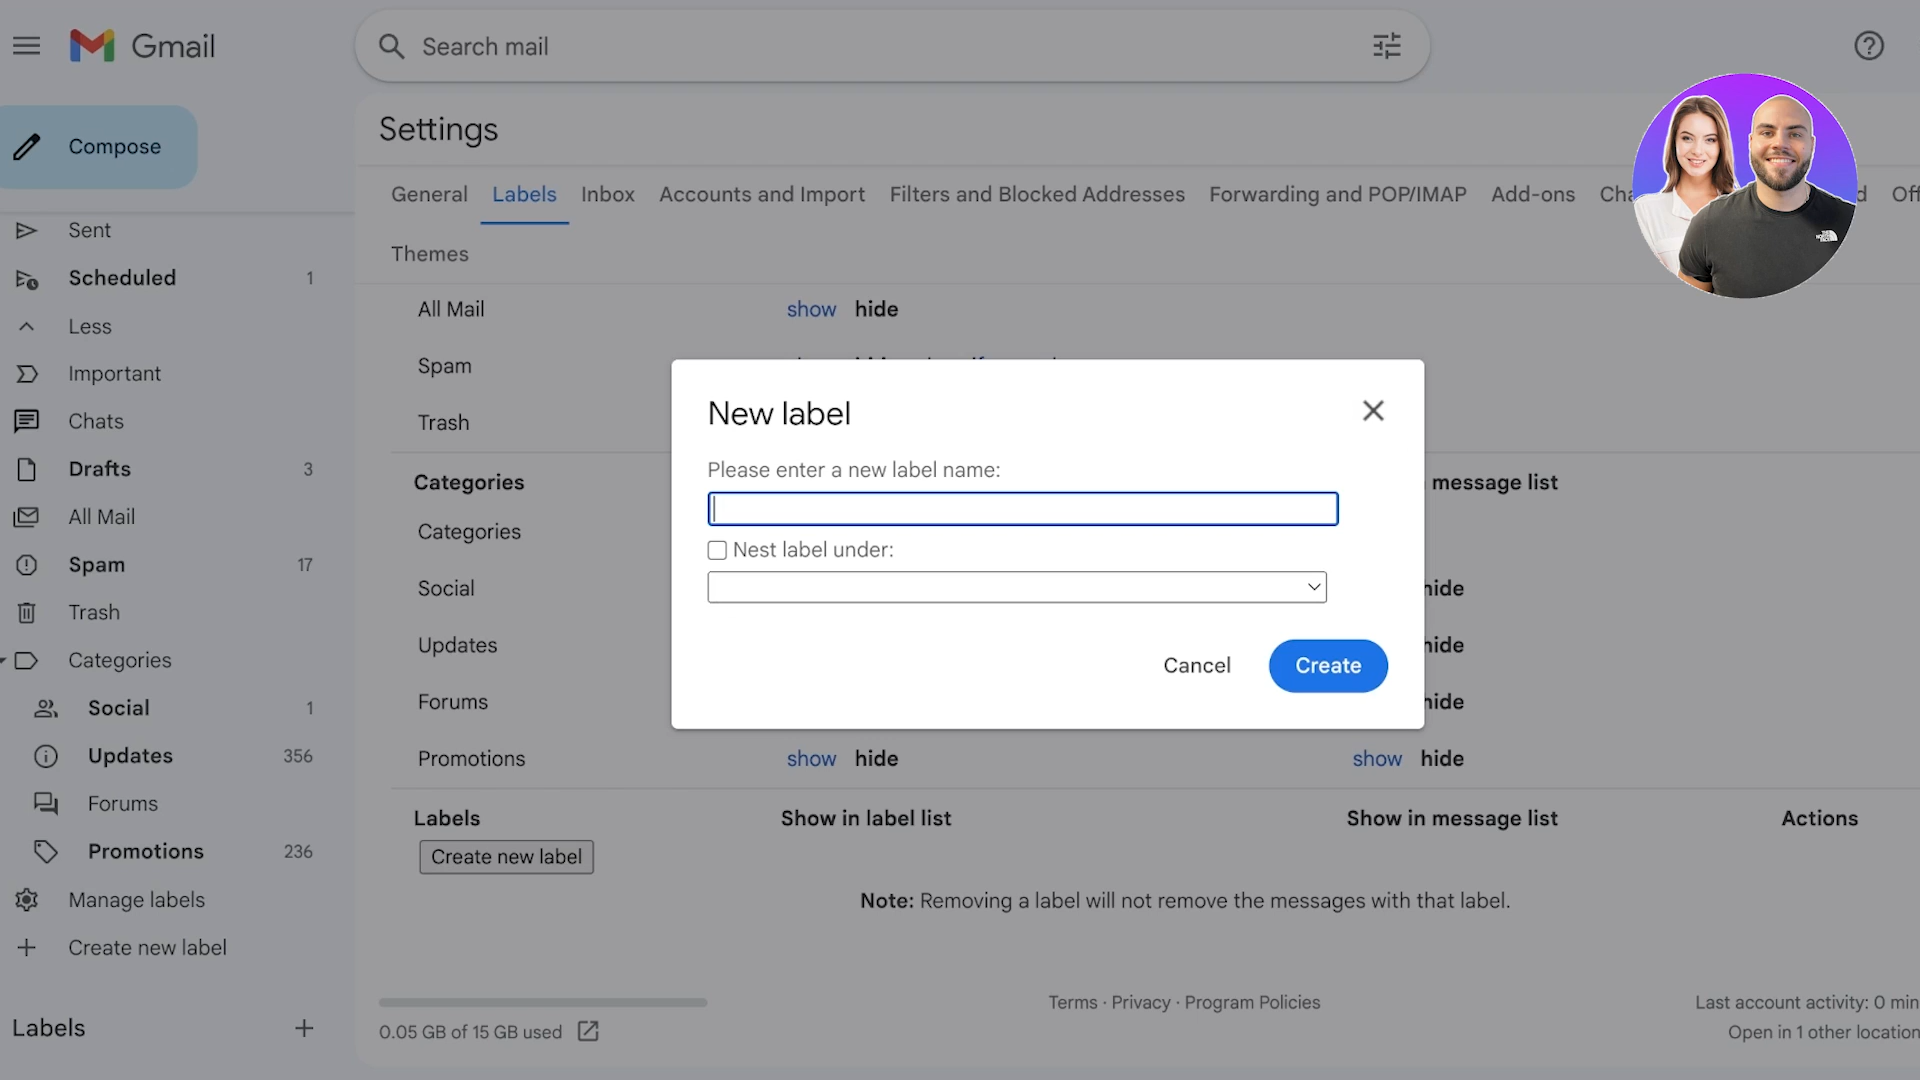 Gmail
Search mail
Compose
Settings
General Labels Inbox Accounts and Import Filters and Blocked Addresses Forwarding and POP/IMAP Add-ons
Themes
Sent
Scheduled 1
Less
Important
Chats
Drafts 3
All Mail
Spam 17
Trash
Categories
Social 1
Updates 356
Forums
Promotions 236
Manage labels
Create new label
Labels
All Mail show hide
Spam
Trash
Categories message list
Categories
Social hide
Updates hide
Forums hide
Promotions show hide show hide
Labels Show in label list Show in message list Actions
Create new label
Note: Removing a label will not remove the messages with that label.
New label
Please enter a new label name:
Nest label under:
Cancel Create
0.05 GB of 15 GB used
Terms · Privacy · Program Policies
Last account activity: 0 min
Open in 1 other location